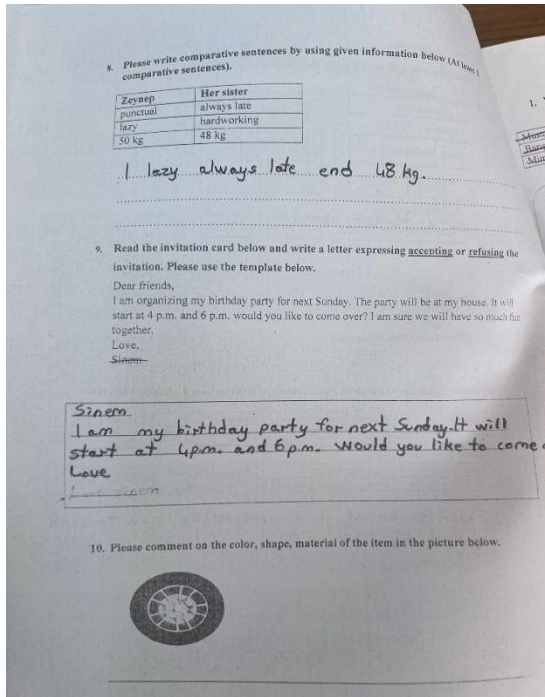 8. Please write comparative sentences by using given information below (At least
comparative sentences).
Zeynep Her sister
punctual always late
lazy hardworking
50 kg 48 kg
I lazy always late end 48 kg.
9. Read the invitation card below and write a letter expressing accepting or refusing the
invitation. Please use the template below.
Dear friends,
I am organizing my birthday party for next Sunday. The party will be at my house. It will
start at 4 p.m. and 6 p.m. would you like to come over? I am sure we will have so much fun
together.
Love,
Sinem
Sinem
I am my birthday party for next Sunday. It will
start at 4p.m. and 6p.m. Would you like to come
Love
sinem
10. Please comment on the color, shape, material of the item in the picture below.
1.